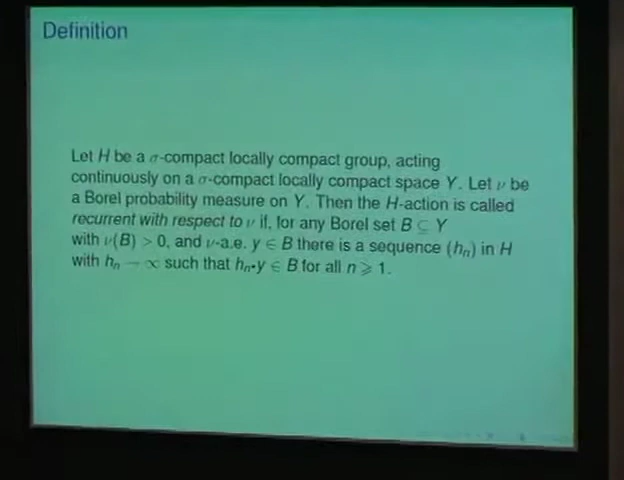 Definition
Let H be a σ-compact locally compact group, acting
continuously on a σ-compact locally compact space Y. Let ν be
a Borel probability measure on Y. Then the H-action is called
recurrent with respect to ν if, for any Borel set B ⊆ Y
with ν(B) > 0, and ν-a.e. y ∈ B there is a sequence (hₙ) in H
with hₙ → ∞ such that hₙ.y ∈ B for all n ⩾ 1.